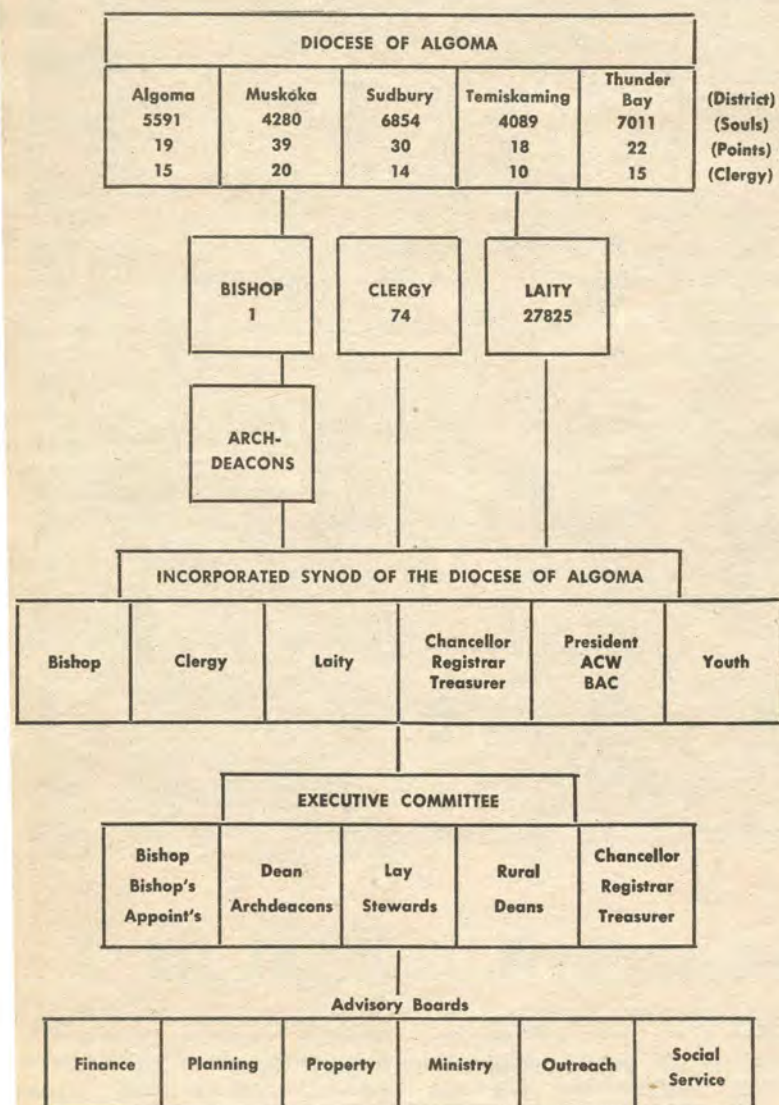 DIOCESE OF ALGOMA
Algoma Muskoka Sudbury Temiskaming Thunder Bay (District)
5591 4280 6854 4089 7011 (Souls)
19 39 30 18 22 (Points)
15 20 14 10 15 (Clergy)
BISHOP
1
CLERGY
74
LAITY
27825
ARCH-
DEACONS
INCORPORATED SYNOD OF THE DIOCESE OF ALGOMA
Bishop
Clergy
Laity
Chancellor
Registrar
Treasurer
President
ACW
BAC
Youth
EXECUTIVE COMMITTEE
Bishop
Bishop's
Appoint's
Dean
Archdeacons
Lay
Stewards
Rural
Deans
Chancellor
Registrar
Treasurer
Advisory Boards
Finance
Planning
Property
Ministry
Outreach
Social
Service